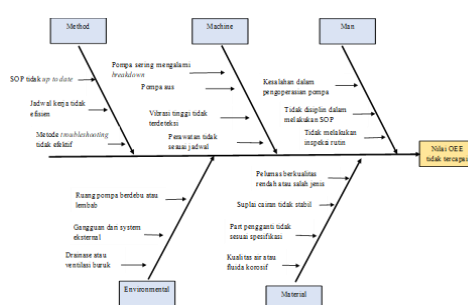 Method
Machine
Man
SOP tidak up to date
Jadwal kerja tidak
efisien
Metode troubleshooting
tidak efektif
Pompa sering mengalami
breakdown
Pompa aus
Vibrasi tinggi tidak
terdeteksi
Perawatan tidak
sesuai jadwal
Kesalahan dalam
pengoperasian pompa
Tidak disiplin dalam
melakukan SOP
Tidak melakukan
inspeksi rutin
Nilai OEE
tidak tercapai
Ruang pompa berdebu atau
lembab
Gangguan dari system
eksternal
Drainase atau
ventilasi buruk
Pelumas berkualitas
rendah atau salah jenis
Suplai cairan tidak stabil
Part pengganti tidak
sesuai spesifikasi
Kualitas air atau
fluida korosif
Environmental
Material